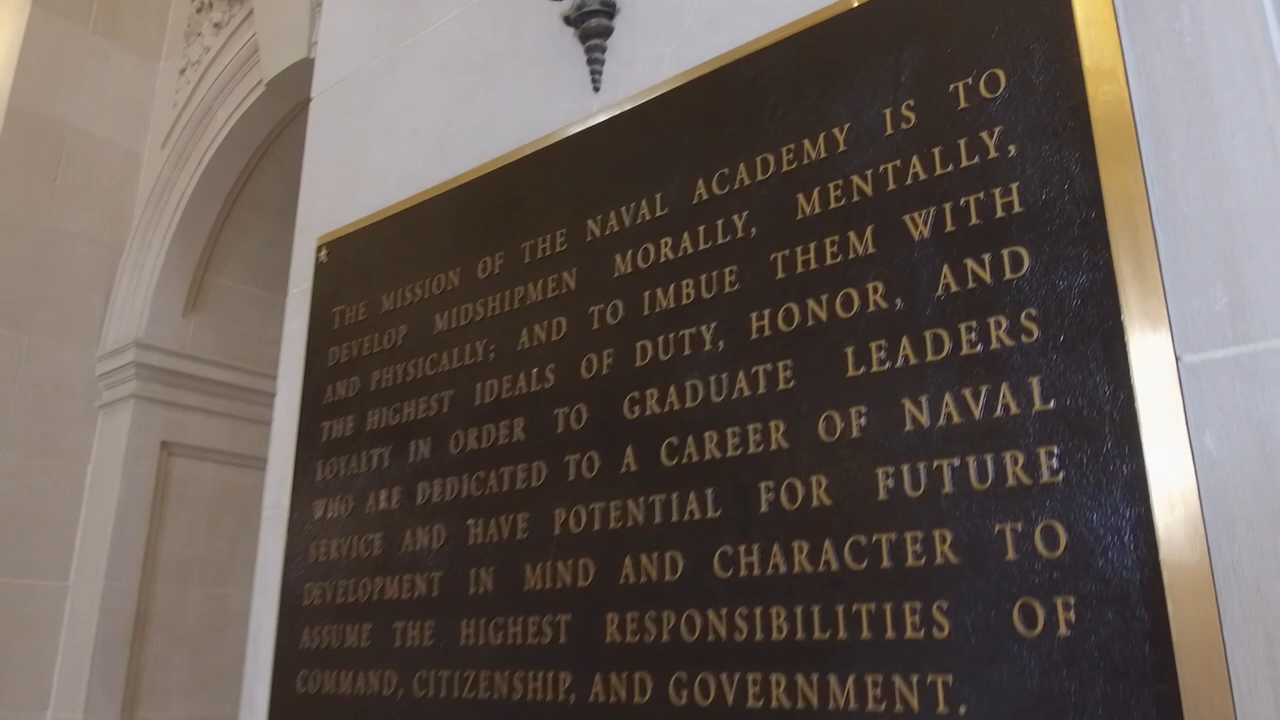 THE MISSION OF THE NAVAL ACADEMY IS TO
DEVELOP MIDSHIPMEN MORALLY, MENTALLY,
AND PHYSICALLY; AND TO IMBUE THEM WITH
THE HIGHEST IDEALS OF DUTY, HONOR, AND
LOYALTY IN ORDER TO GRADUATE LEADERS
WHO ARE DEDICATED TO A CAREER OF NAVAL
SERVICE AND HAVE POTENTIAL FOR FUTURE
DEVELOPMENT IN MIND AND CHARACTER TO
ASSUME THE HIGHEST RESPONSIBILITIES OF
COMMAND, CITIZENSHIP, AND GOVERNMENT.